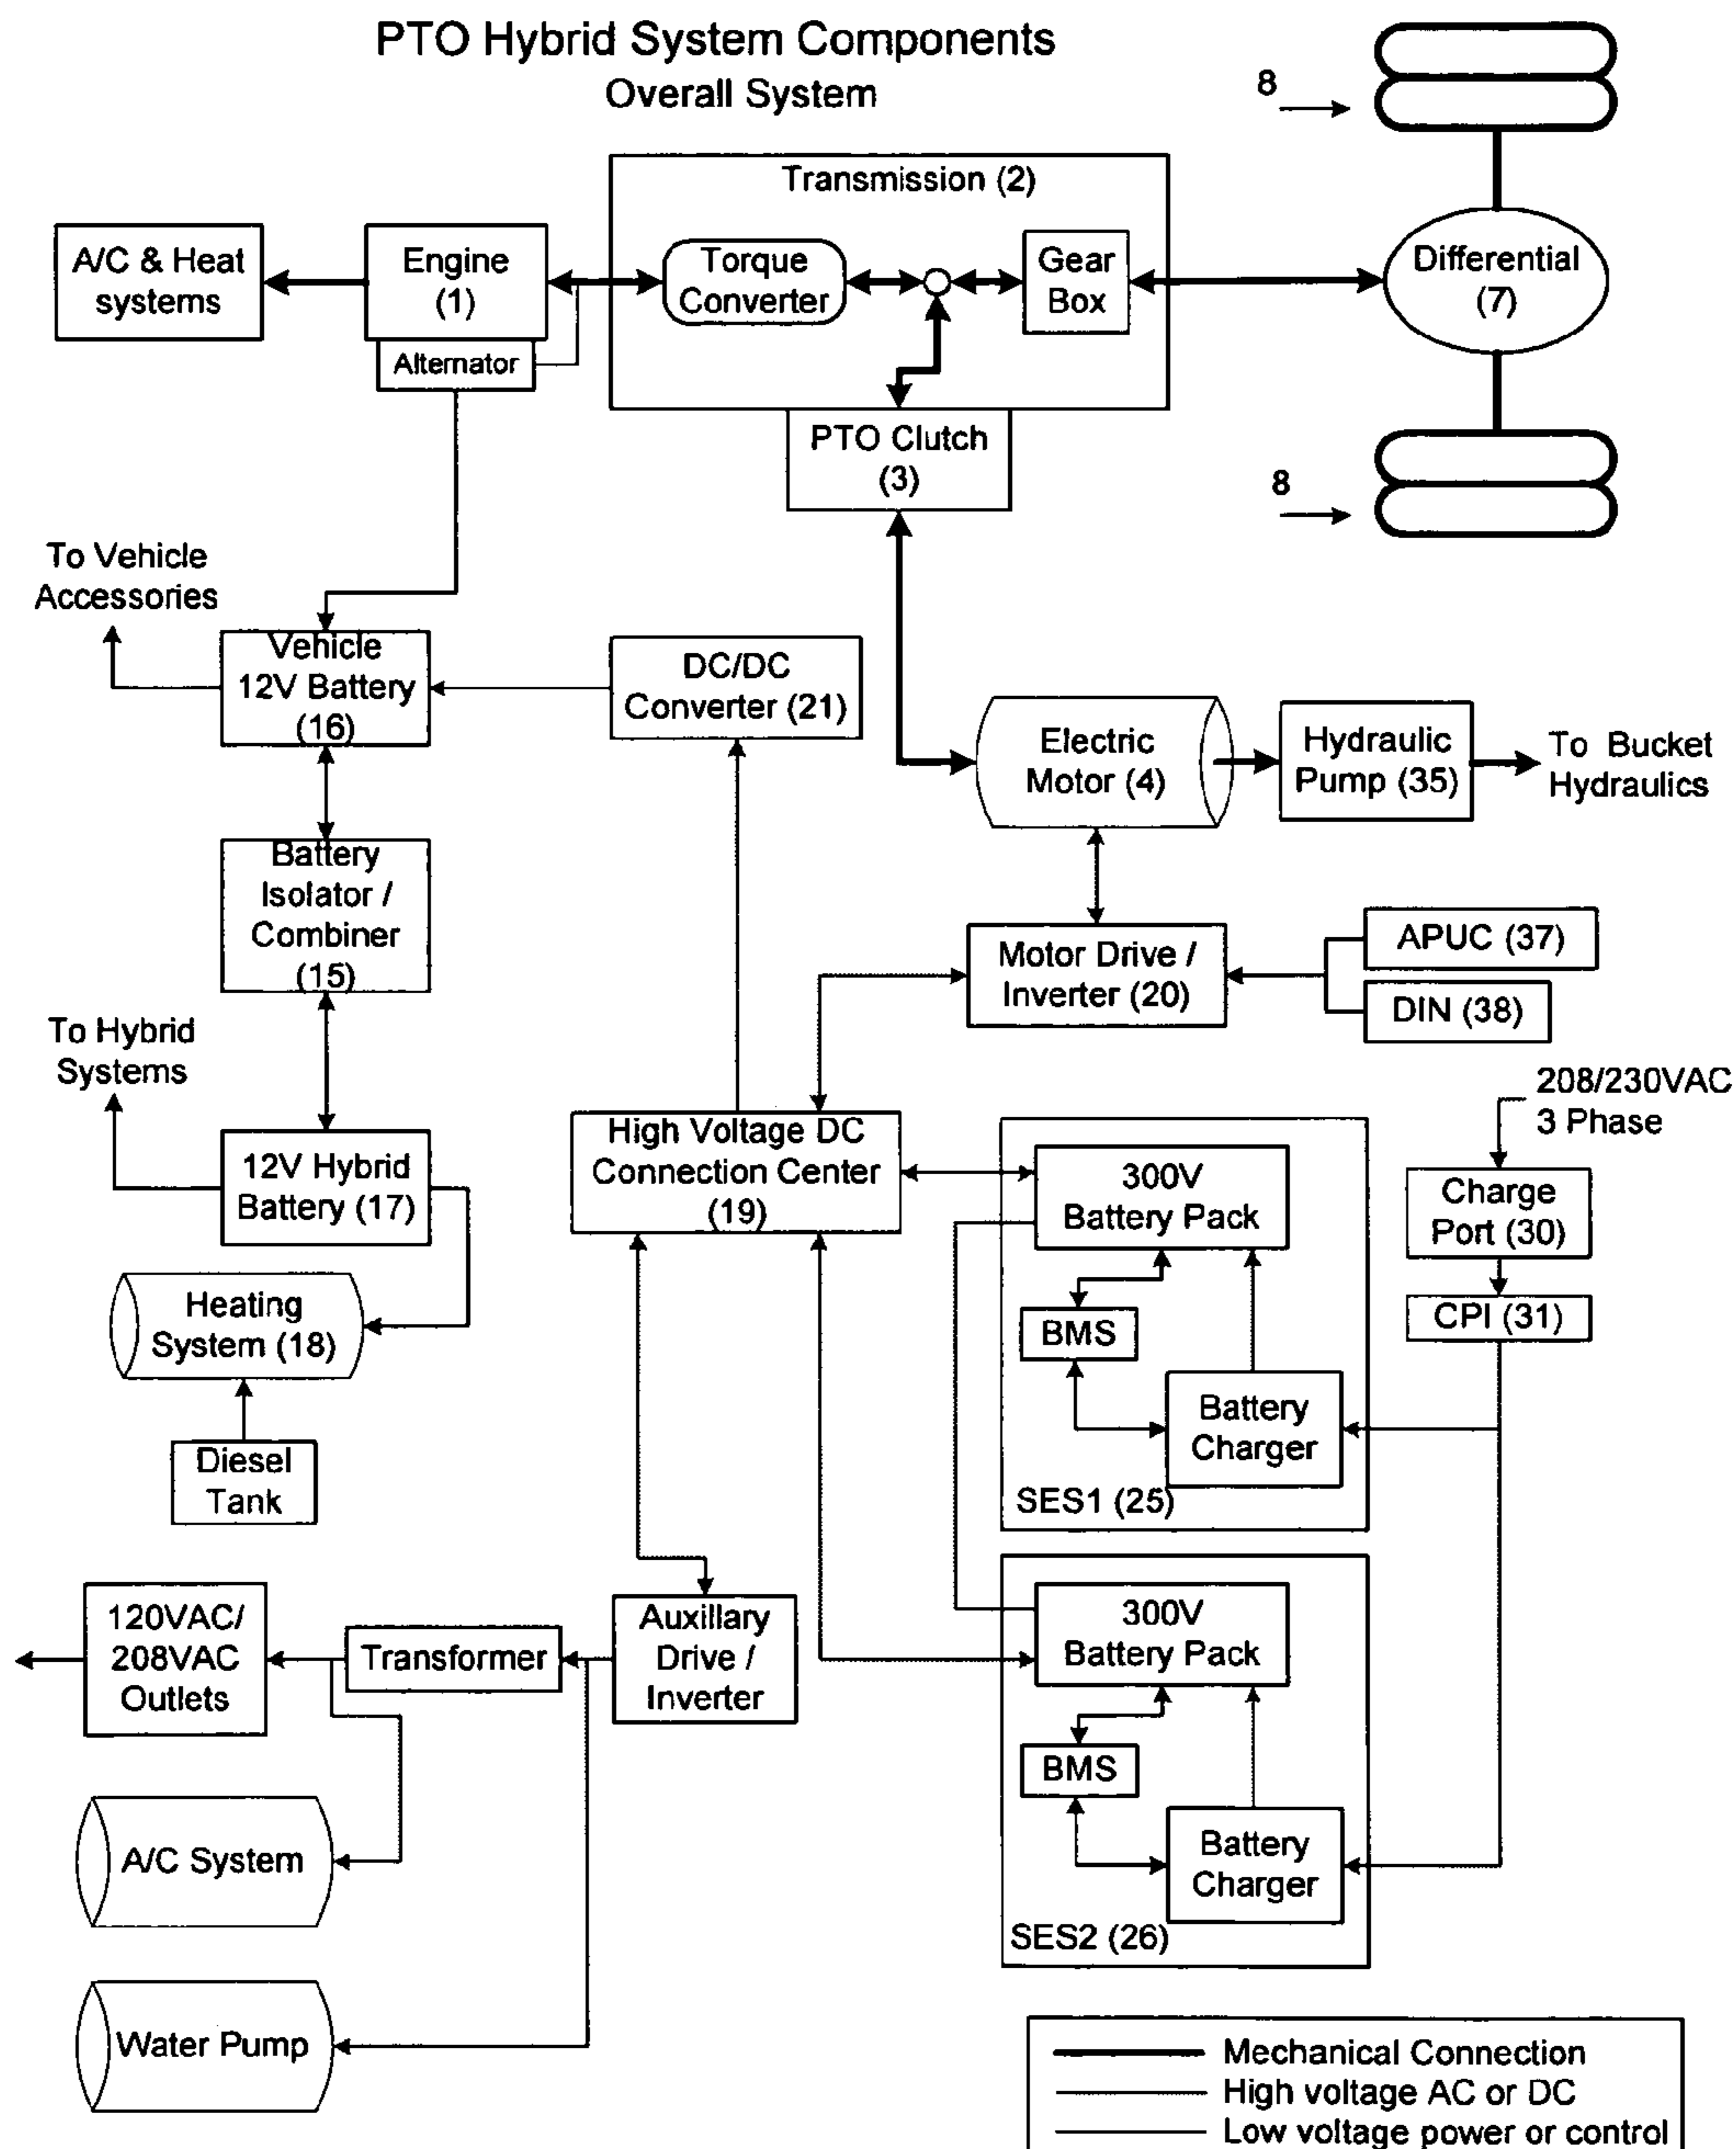 PTO Hybrid System Components
Overall System
8
Transmission (2)
A/C & Heat
systems
Engine
(1)
Alternator
Torque
Converter
Gear
Box
Differential
(7)
PTO Clutch
(3)
8
To Vehicle
Accessories
Vehicle
12V Battery
(16)
DC/DC
Converter (21)
Electric
Motor (4)
Hydraulic
Pump (35)
To Bucket
Hydraulics
Battery
Isolator /
Combiner
(15)
Motor Drive /
Inverter (20)
APUC (37)
DIN (38)
To Hybrid
Systems
208/230VAC
3 Phase
12V Hybrid
Battery (17)
High Voltage DC
Connection Center
(19)
300V
Battery Pack
Charge
Port (30)
CPI (31)
Heating
System (18)
BMS
Battery
Charger
SES1 (25)
Diesel
Tank
120VAC/
208VAC
Outlets
Transformer
Auxillary
Drive /
Inverter
300V
Battery Pack
BMS
Battery
Charger
SES2 (26)
A/C System
Water Pump
Mechanical Connection
High voltage AC or DC
Low voltage power or control